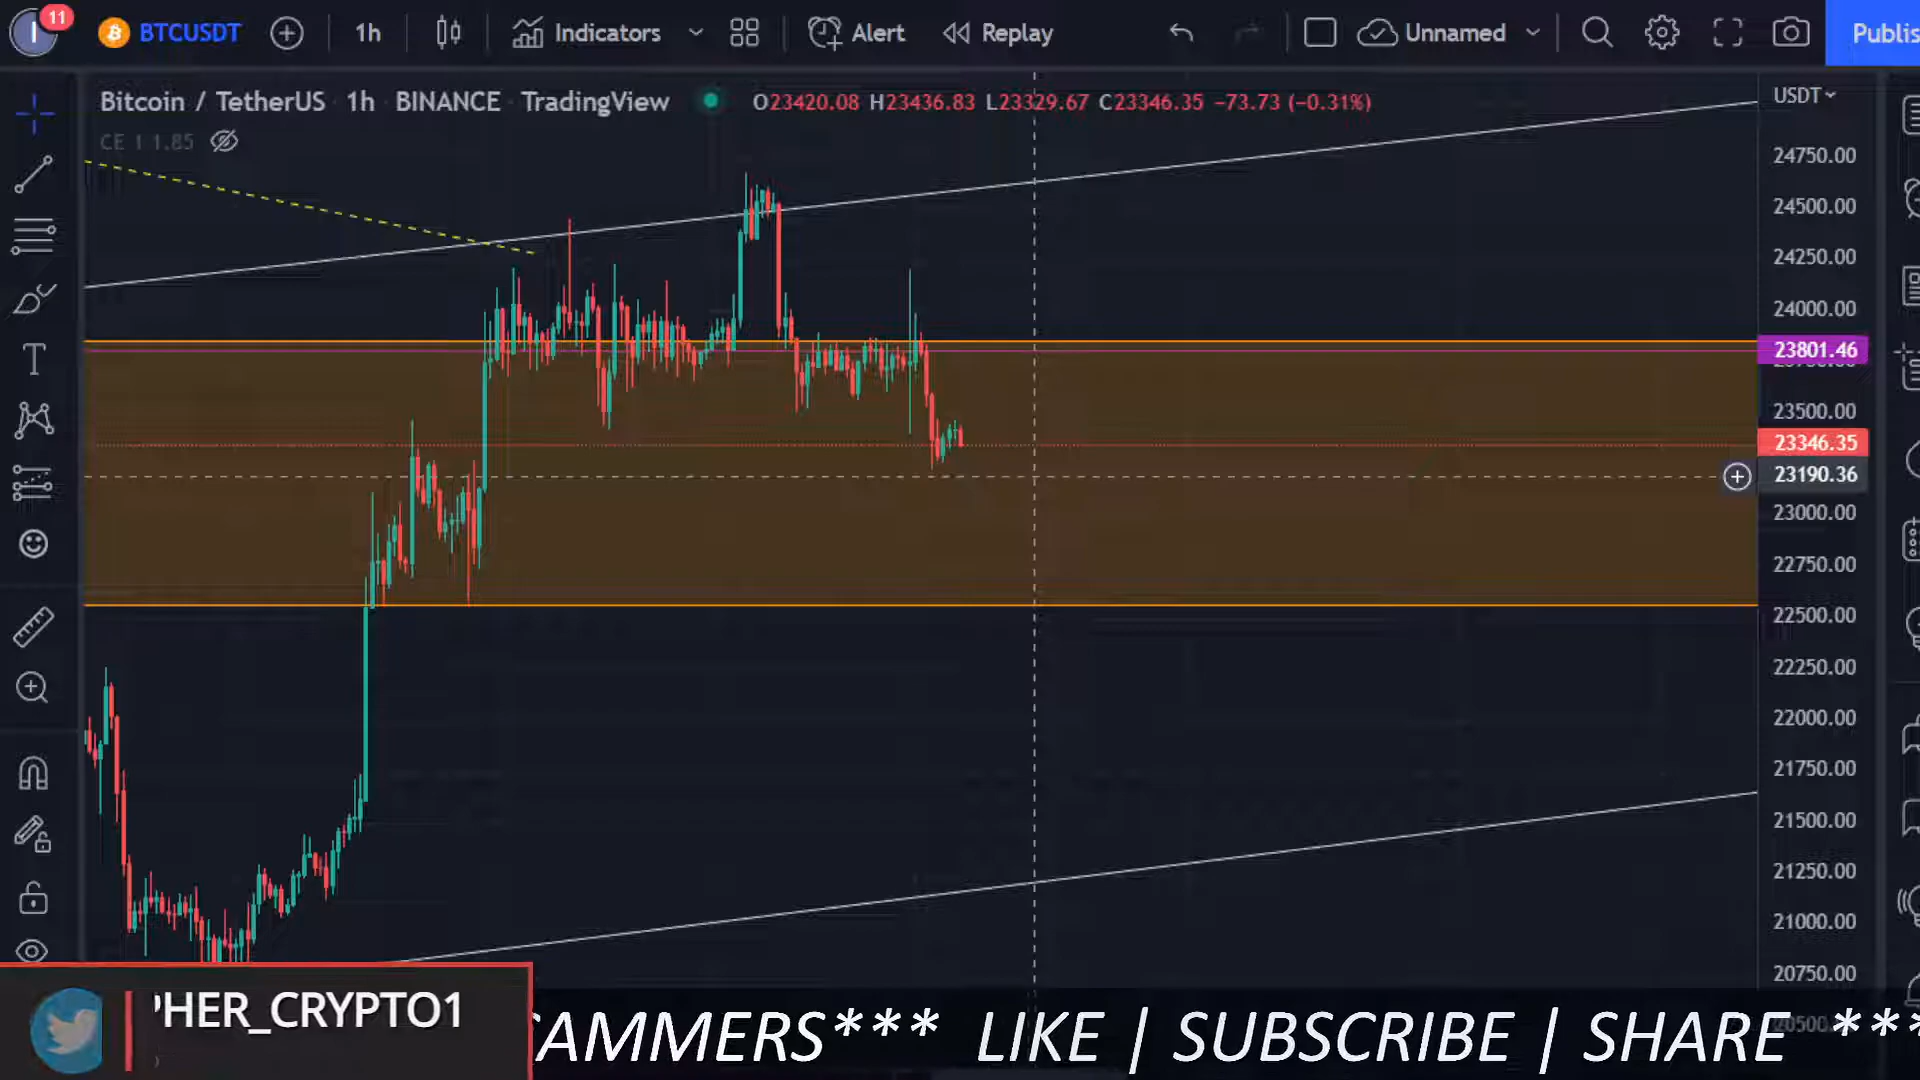 11
I
BTCUSDT 1h Indicators Alert Replay Unnamed Publis
Bitcoin / TetherUS 1h BINANCE TradingView O23420.08 H23436.83 L23329.67 C23346.35 −73.73 (−0.31%)
CE 1 1.85
USDT
24750.00
24500.00
24250.00
24000.00
23801.46
23500.00
23346.35
23190.36
23000.00
22750.00
22500.00
22250.00
22000.00
21750.00
21500.00
21250.00
21000.00
20750.00
20500.
HER_CRYPTO1
AMMERS*** LIKE | SUBSCRIBE | SHARE ***